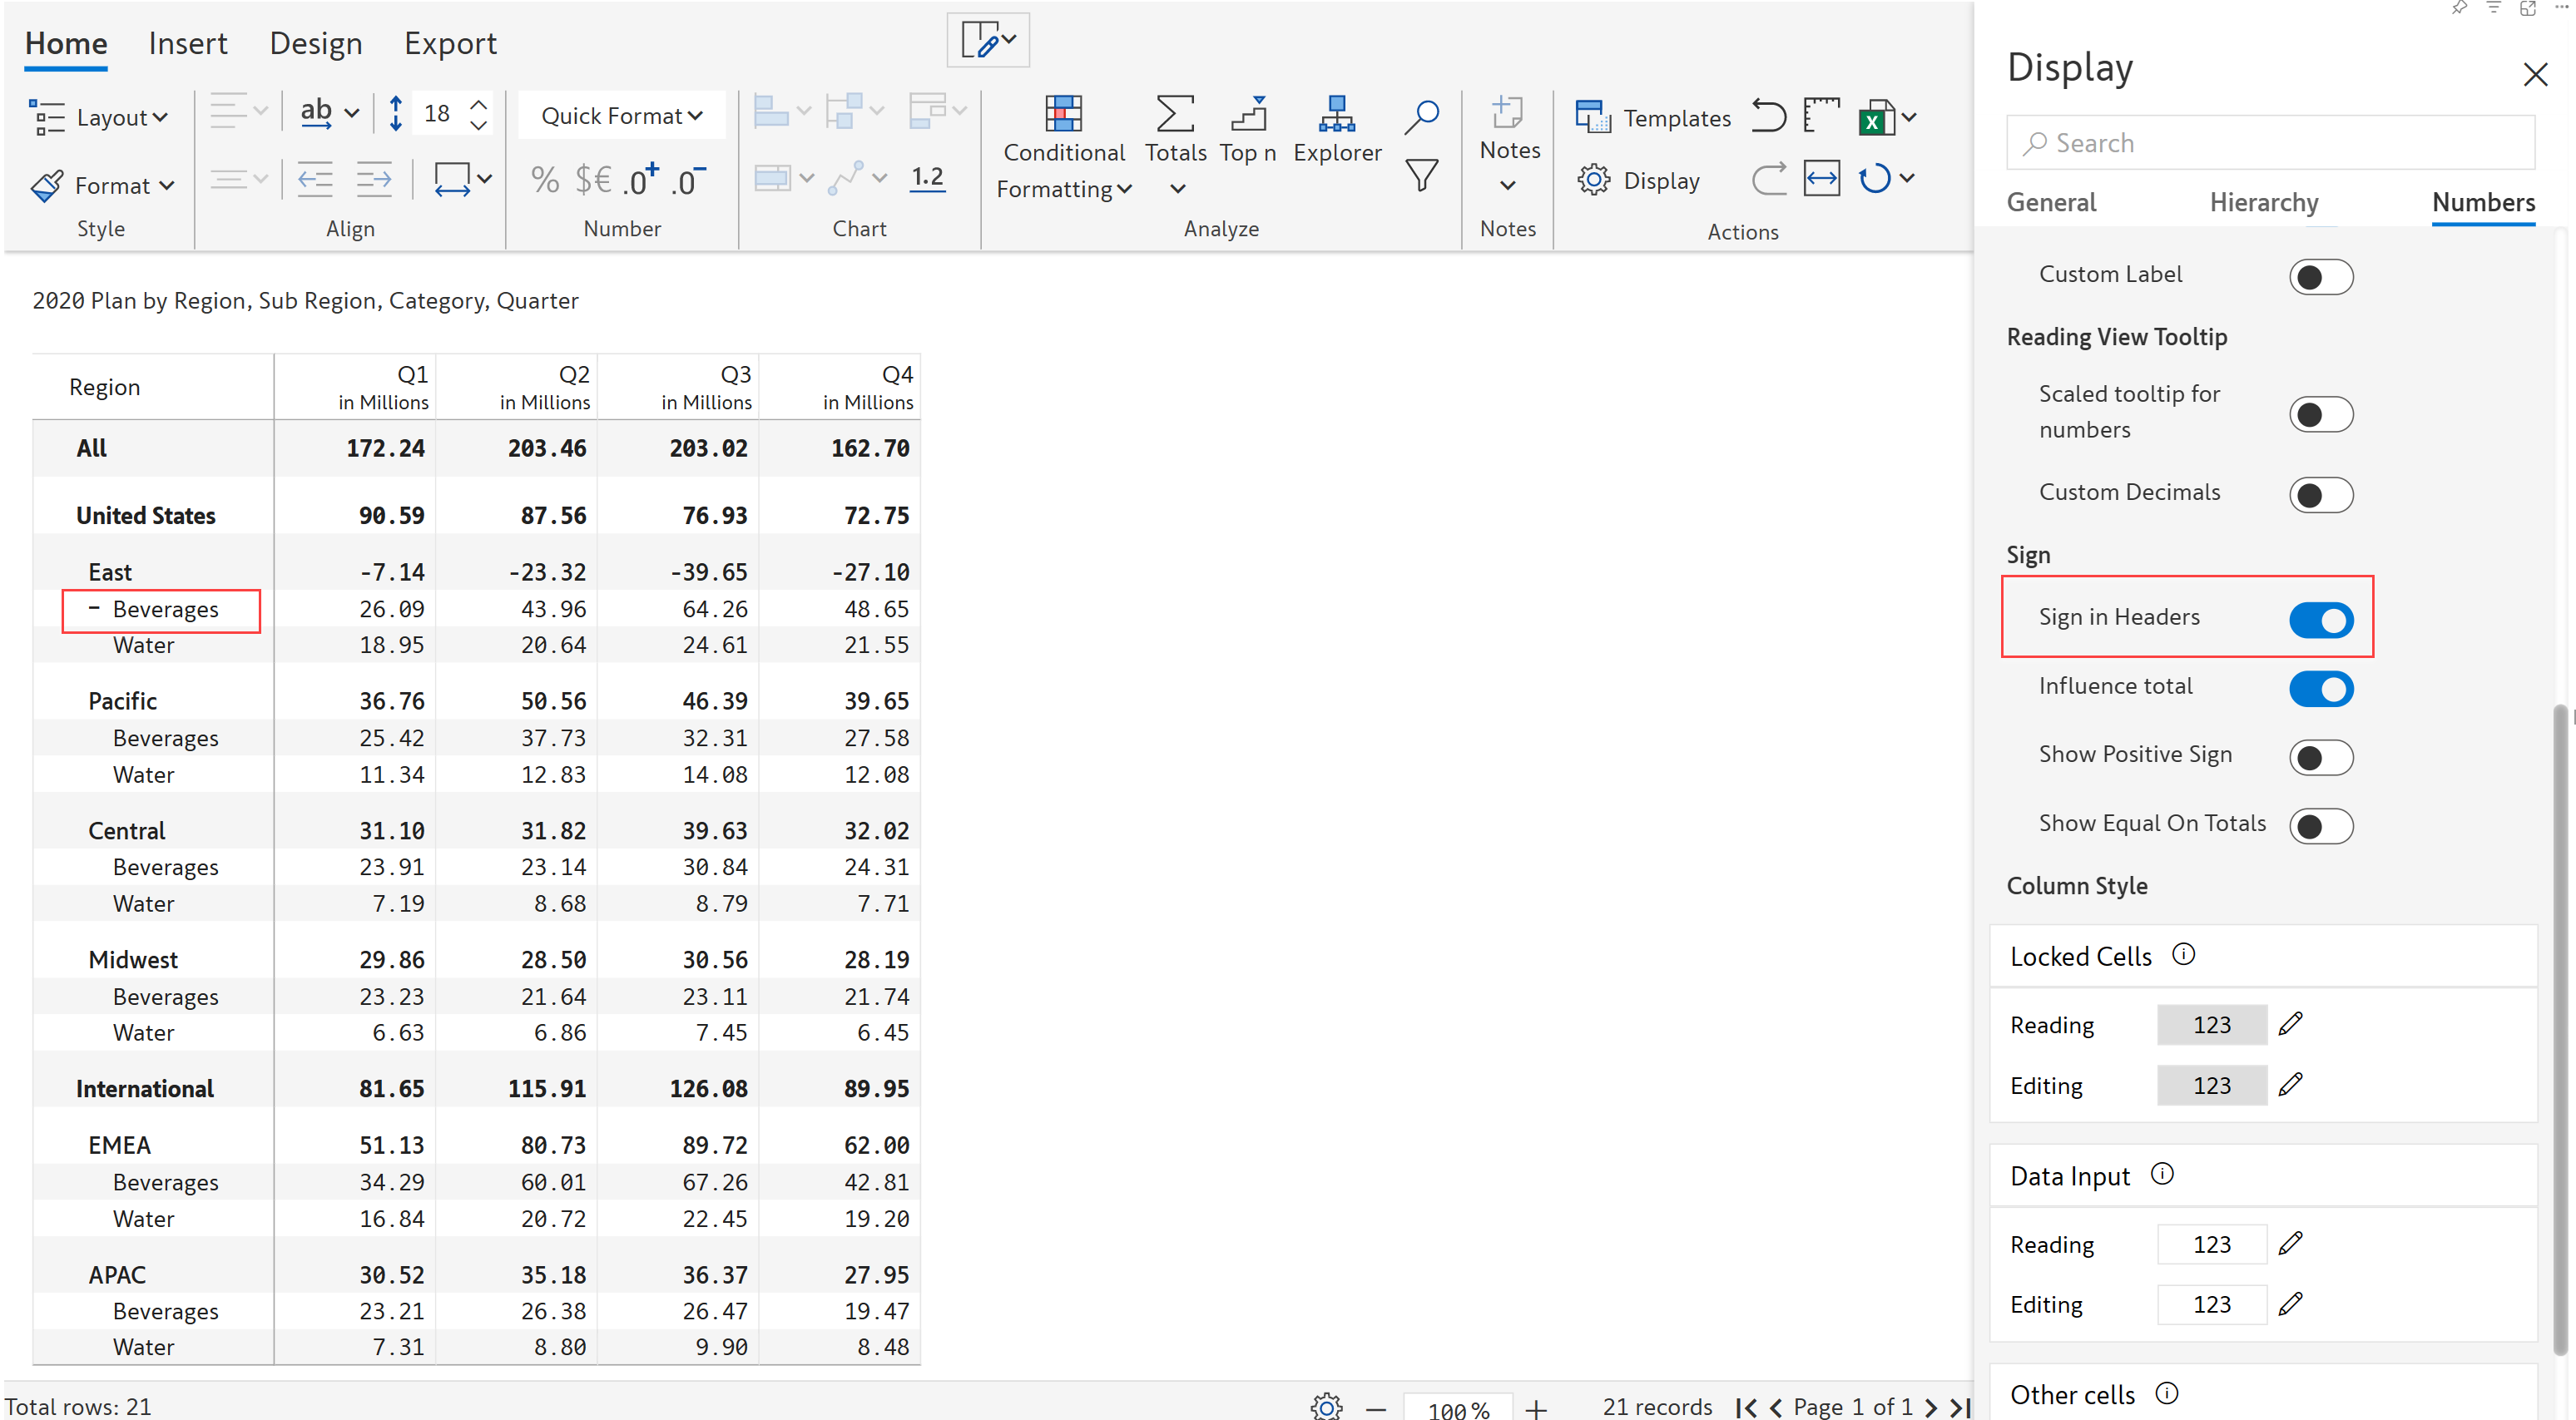 Home Insert Design Export
Layout ab 18 Quick Format Conditional Formatting Totals Top n Explorer Notes Templates
Format % $€ .0+ .0- 1.2 Display
Style Align Number Chart Analyze Notes Actions
2020 Plan by Region, Sub Region, Category, Quarter
Region Q1 in Millions Q2 in Millions Q3 in Millions Q4 in Millions
All 172.24 203.46 203.02 162.70
United States 90.59 87.56 76.93 72.75
East -7.14 -23.32 -39.65 -27.10
- Beverages 26.09 43.96 64.26 48.65
Water 18.95 20.64 24.61 21.55
Pacific 36.76 50.56 46.39 39.65
Beverages 25.42 37.73 32.31 27.58
Water 11.34 12.83 14.08 12.08
Central 31.10 31.82 39.63 32.02
Beverages 23.91 23.14 30.84 24.31
Water 7.19 8.68 8.79 7.71
Midwest 29.86 28.50 30.56 28.19
Beverages 23.23 21.64 23.11 21.74
Water 6.63 6.86 7.45 6.45
International 81.65 115.91 126.08 89.95
EMEA 51.13 80.73 89.72 62.00
Beverages 34.29 60.01 67.26 42.81
Water 16.84 20.72 22.45 19.20
APAC 30.52 35.18 36.37 27.95
Beverages 23.21 26.38 26.47 19.47
Water 7.31 8.80 9.90 8.48
Total rows: 21
100 %
21 records
Page 1 of 1
Display
Search
General Hierarchy Numbers
Custom Label
Reading View Tooltip
Scaled tooltip for
numbers
Custom Decimals
Sign
Sign in Headers
Influence total
Show Positive Sign
Show Equal On Totals
Column Style
Locked Cells
Reading 123
Editing 123
Data Input
Reading 123
Editing 123
Other cells